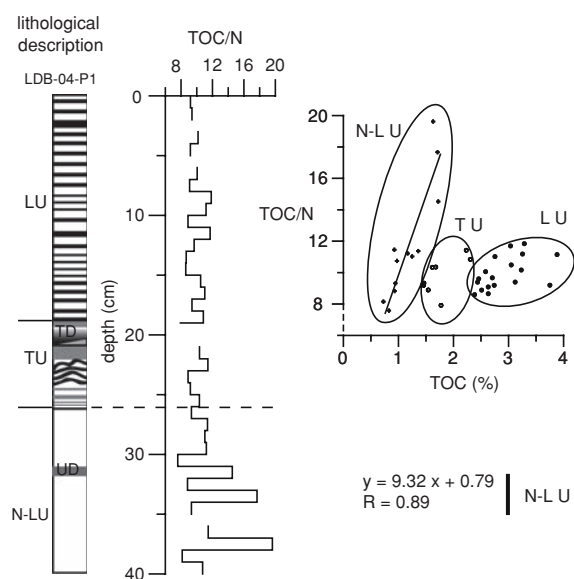 lithological
description
LDB-04-P1
LU
TD
TU
UD
N-LU
TOC/N
8 12 16 20
0
10
20
30
40
depth (cm)
20
16
12
8
TOC/N
N-L U
T U
L U
0 1 2 3 4
TOC (%)
y = 9.32 x + 0.79
R = 0.89
N-L U